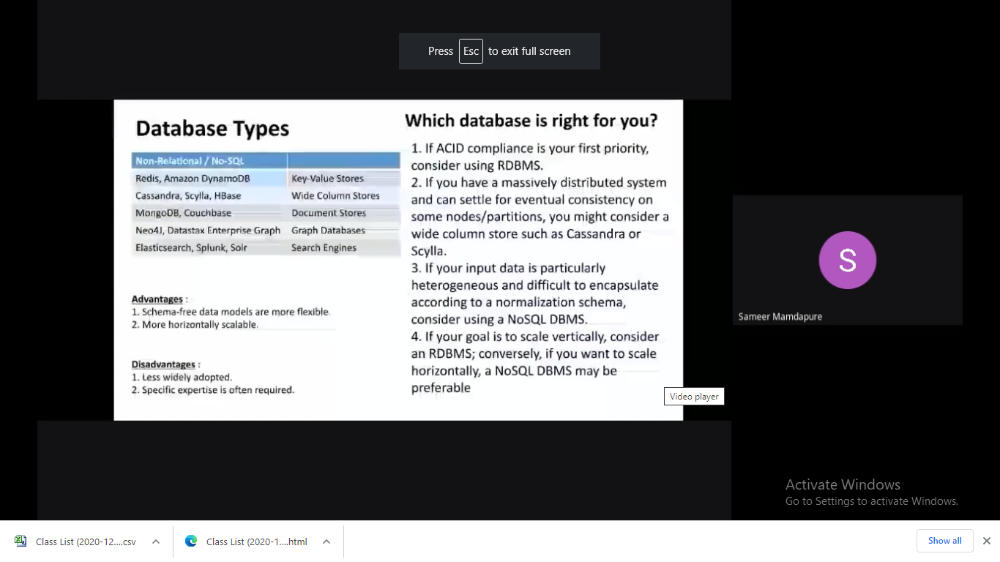 Press Esc to exit full screen
Database Types
Non-Relational / No-SQL
Redis, Amazon DynamoDB Key-Value Stores
Cassandra, Scylla, HBase Wide Column Stores
MongoDB, Couchbase Document Stores
Neo4J, Datastax Enterprise Graph Graph Databases
Elasticsearch, Splunk, Solr Search Engines
Advantages :
1. Schema-free data models are more flexible.
2. More horizontally scalable.
Disadvantages :
1. Less widely adopted.
2. Specific expertise is often required.
Which database is right for you?
1. If ACID compliance is your first priority,
consider using RDBMS.
2. If you have a massively distributed system
and can settle for eventual consistency on
some nodes/partitions, you might consider a
wide column store such as Cassandra or
Scylla.
3. If your input data is particularly
heterogeneous and difficult to encapsulate
according to a normalization schema,
consider using a NoSQL DBMS.
4. If your goal is to scale vertically, consider
an RDBMS; conversely, if you want to scale
horizontally, a NoSQL DBMS may be
preferable
Video player
S
Sameer Mamdapure
Activate Windows
Go to Settings to activate Windows.
Class List (2020-12....csv
Class List (2020-1....html
Show all